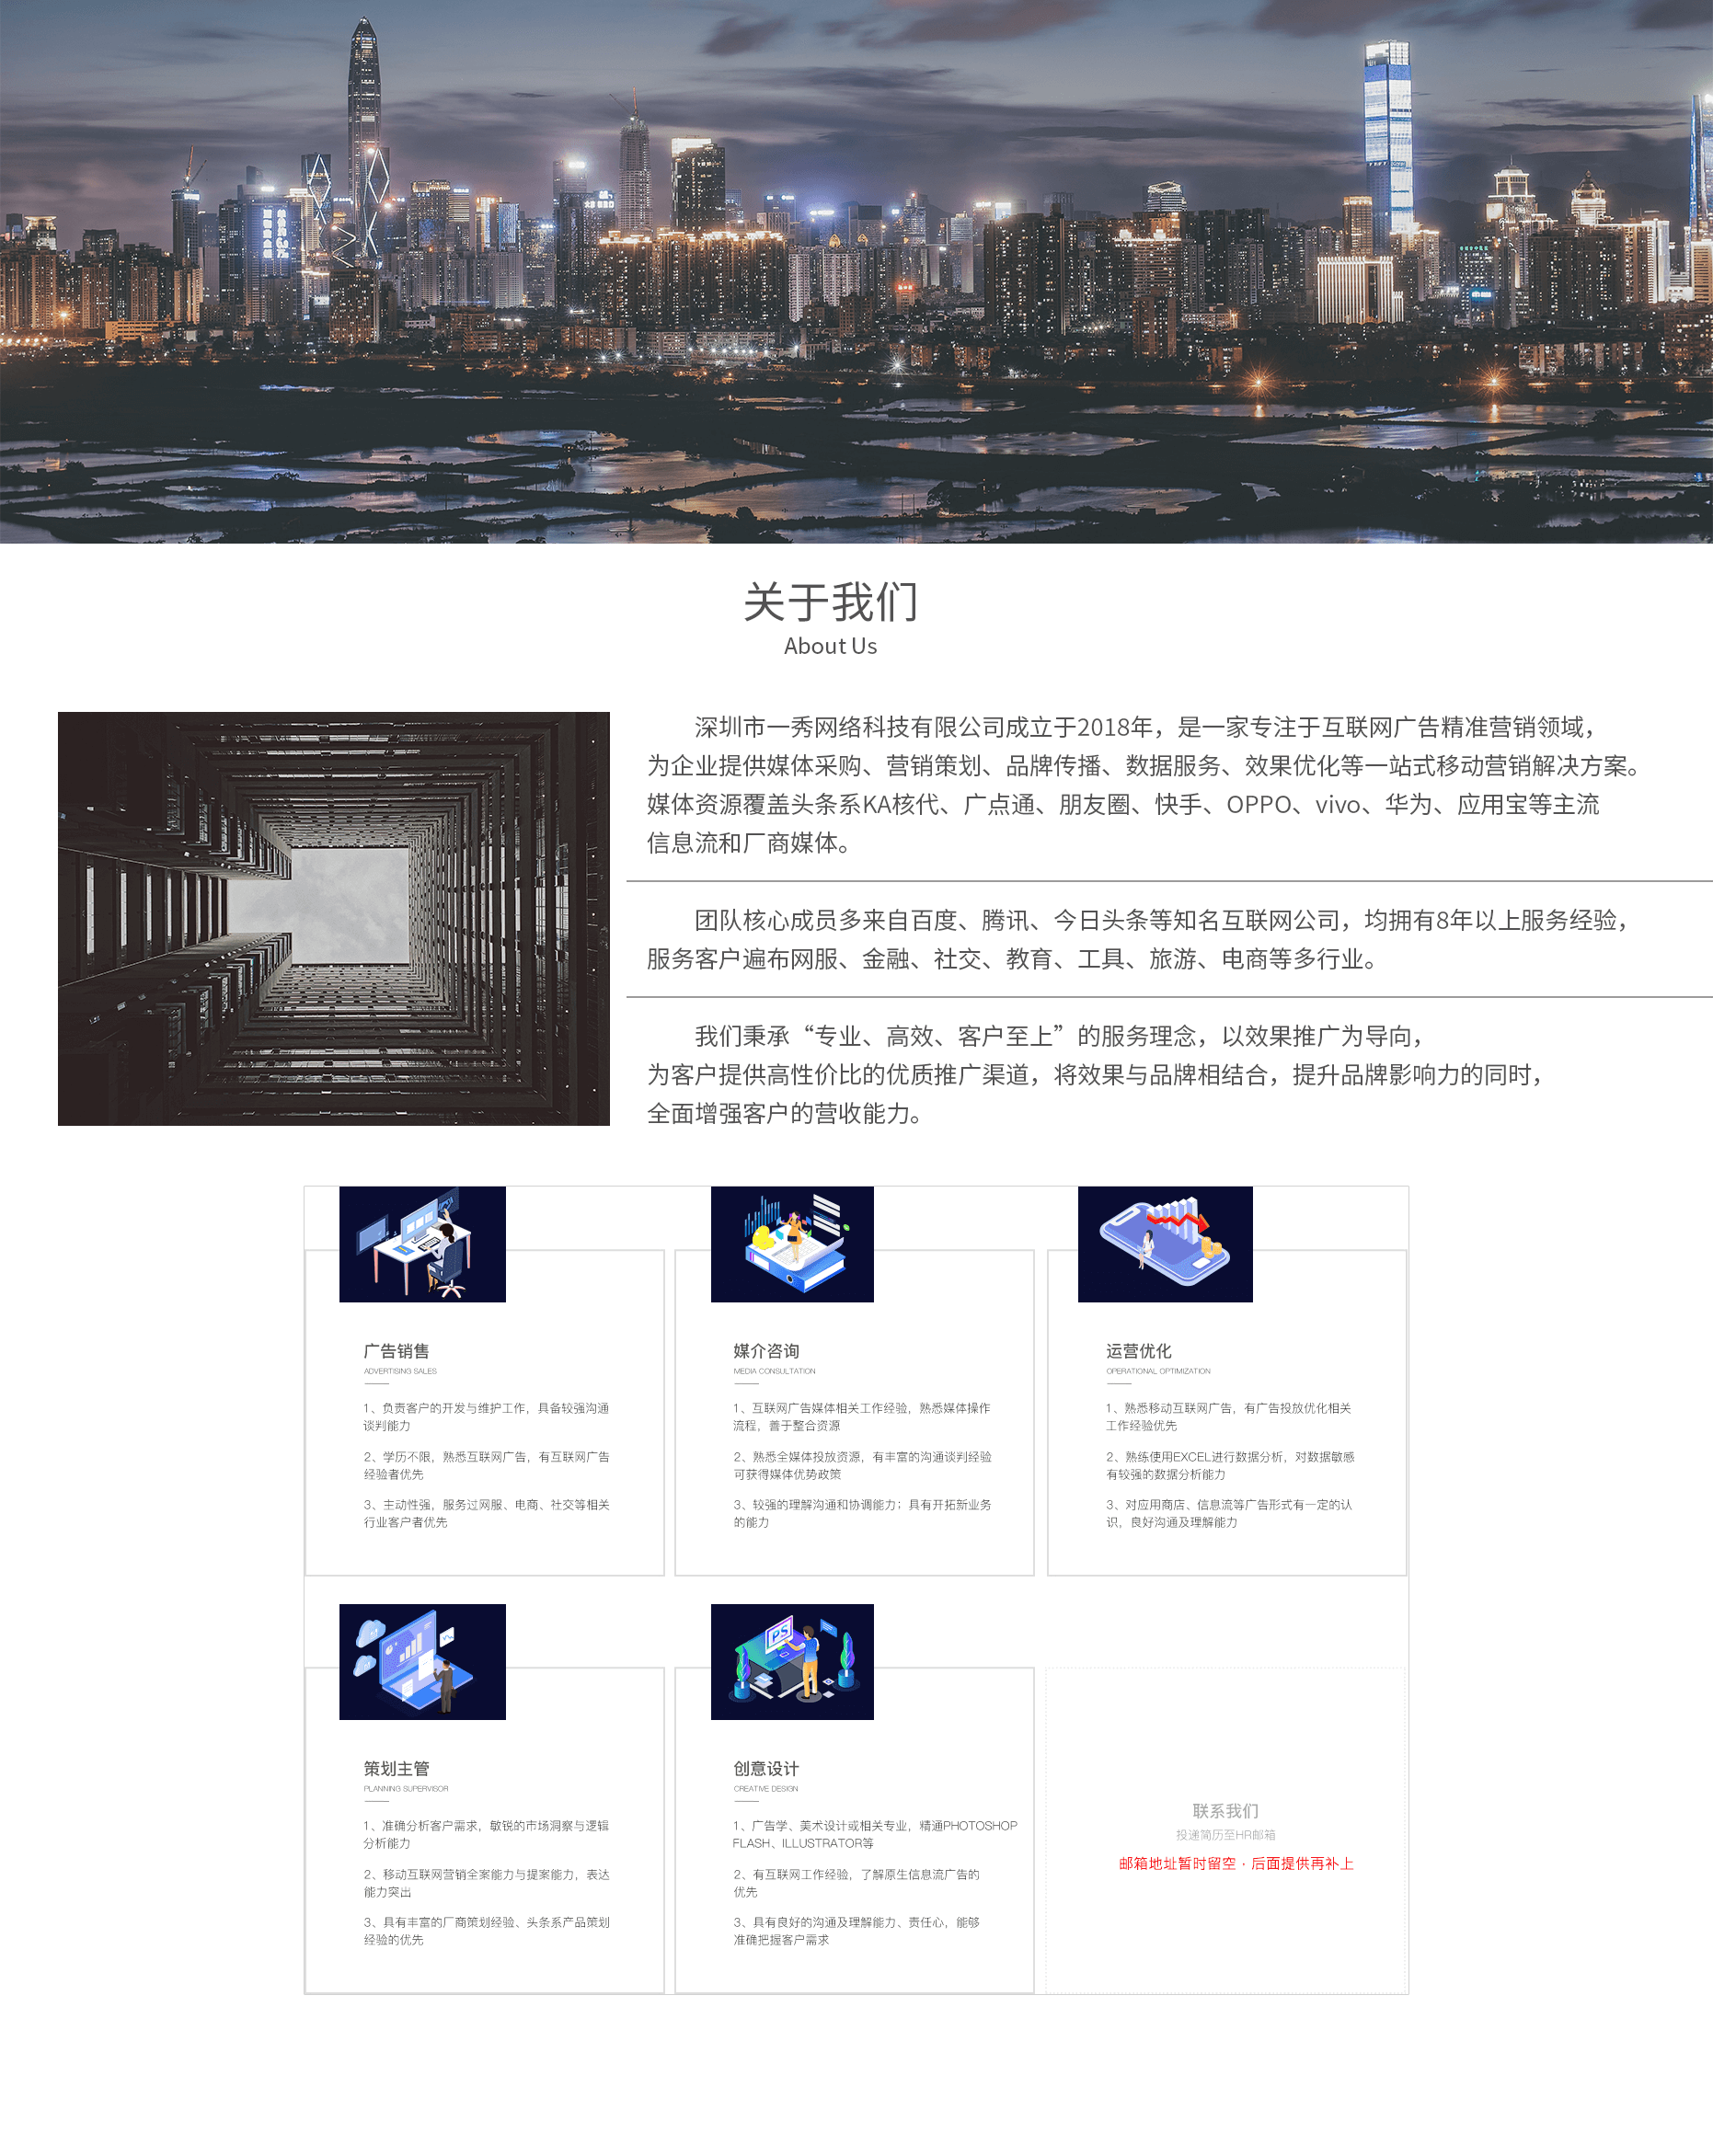 关于我们
About Us
深圳市一秀网络科技有限公司成立于2018年，是一家专注于互联网广告精准营销领域，
为企业提供媒体采购、营销策划、品牌传播、数据服务、效果优化等一站式移动营销解决方案。
媒体资源覆盖头条系KA核代、广点通、朋友圈、快手、OPPO、vivo、华为、应用宝等主流
信息流和厂商媒体。
团队核心成员多来自百度、腾讯、今日头条等知名互联网公司，均拥有8年以上服务经验，
服务客户遍布网服、金融、社交、教育、工具、旅游、电商等多行业。
我们秉承“专业、高效、客户至上”的服务理念，以效果推广为导向，
为客户提供高性价比的优质推广渠道，将效果与品牌相结合，提升品牌影响力的同时，
全面增强客户的营收能力。
广告销售
ADVERTISING SALES
1、负责客户的开发与维护工作，具备较强沟通
谈判能力
2、学历不限，熟悉互联网广告，有互联网广告
经验者优先
3、主动性强，服务过网服、电商、社交等相关
行业客户者优先
媒介咨询
MEDIA CONSULTATION
1、互联网广告媒体相关工作经验，熟悉媒体操作
流程，善于整合资源
2、熟悉全媒体投放资源，有丰富的沟通谈判经验
可获得媒体优势政策
3、较强的理解沟通和协调能力；具有开拓新业务
的能力
运营优化
OPERATIONAL OPTIMIZATION
1、熟悉移动互联网广告，有广告投放优化相关
工作经验优先
2、熟练使用EXCEL进行数据分析，对数据敏感
有较强的数据分析能力
3、对应用商店、信息流等广告形式有一定的认
识，良好沟通及理解能力
策划主管
PLANNING SUPERVISOR
1、准确分析客户需求，敏锐的市场洞察与逻辑
分析能力
2、移动互联网营销全案能力与提案能力，表达
能力突出
3、具有丰富的厂商策划经验、头条系产品策划
经验的优先
PS
创意设计
CREATIVE DESIGN
1、广告学、美术设计或相关专业，精通PHOTOSHOP
FLASH、ILLUSTRATOR等
2、有互联网工作经验，了解原生信息流广告的
优先
3、具有良好的沟通及理解能力、责任心，能够
准确把握客户需求
联系我们
投递简历至HR邮箱
邮箱地址暂时留空，后面提供再补上